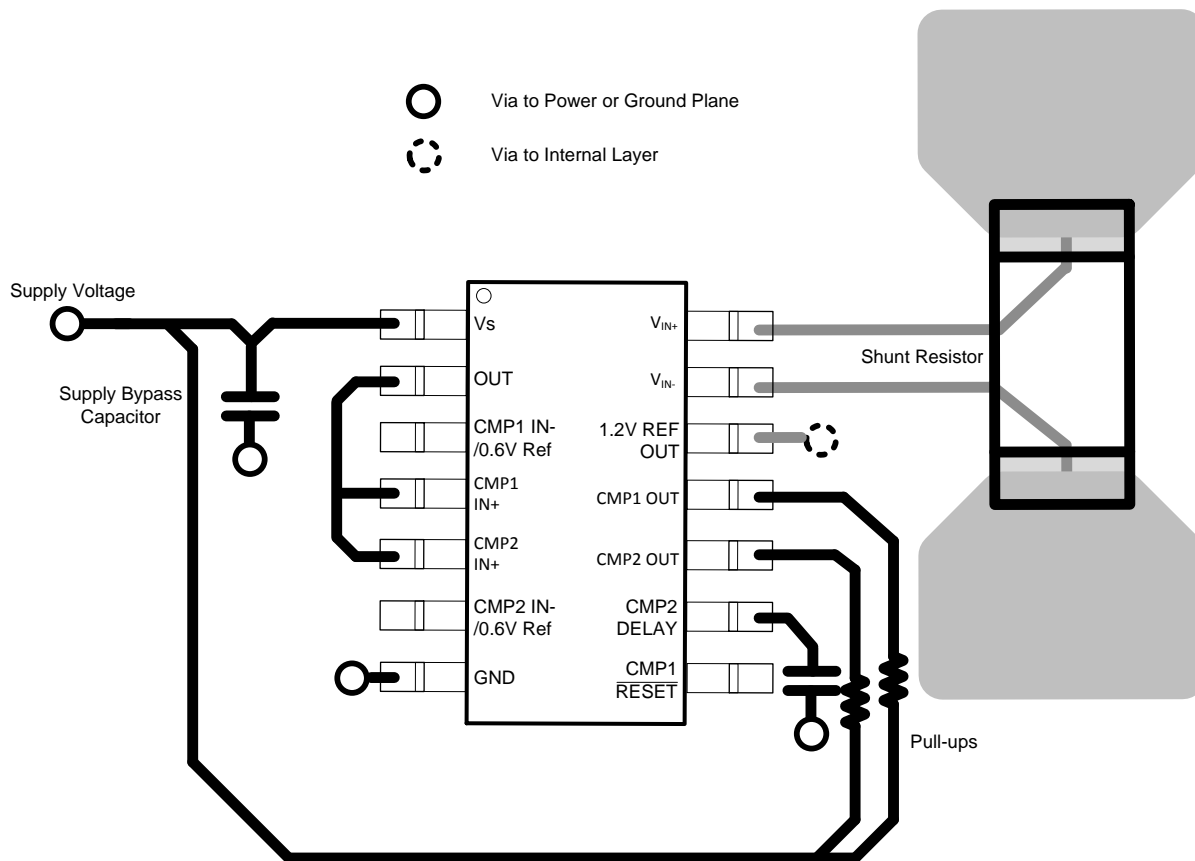 Via to Power or Ground Plane
Via to Internal Layer
Supply Voltage
Supply Bypass
Capacitor
Vs
OUT
CMP1 IN-
/0.6V Ref
CMP1
IN+
CMP2
IN+
CMP2 IN-
/0.6V Ref
GND
VIN+
VIN-
1.2V REF
OUT
CMP1 OUT
CMP2 OUT
CMP2
DELAY
CMP1
RESET
Shunt Resistor
Pull-ups